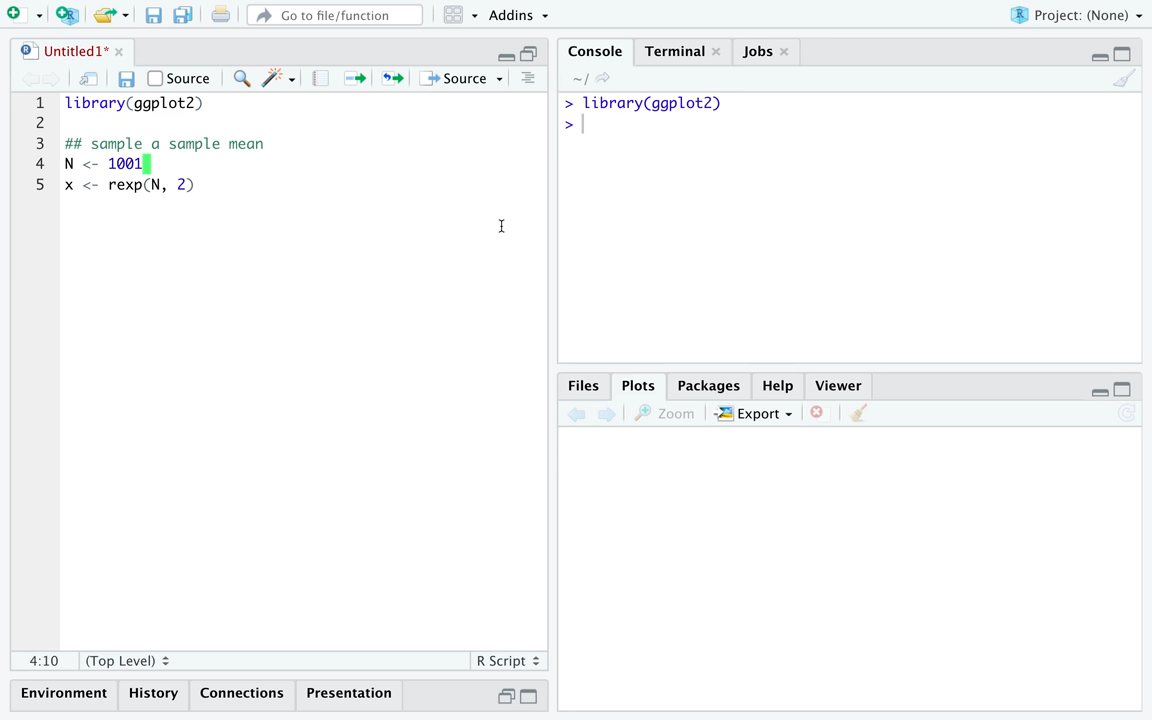 Go to file/function
Addins
Project: (None)
Untitled1*
Source
Source
1 library(ggplot2)
2
3 ## sample a sample mean
4 N <- 1001
5 x <- rexp(N, 2)
4:10 (Top Level) R Script
Environment History Connections Presentation
Console Terminal Jobs
~/
> library(ggplot2)
>
Files Plots Packages Help Viewer
Zoom Export